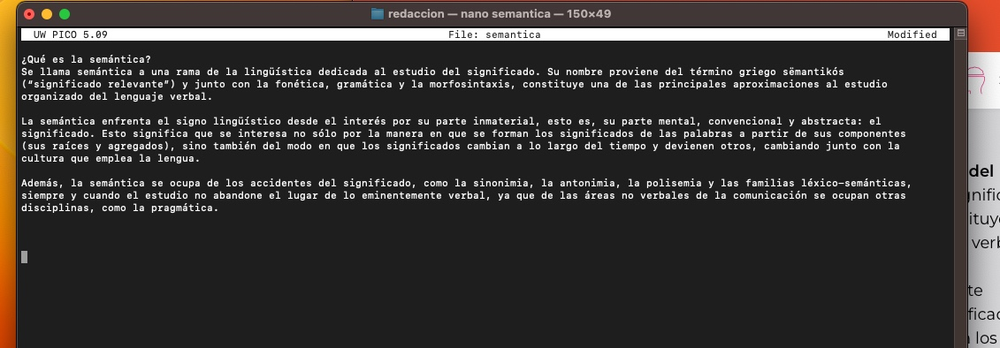 redaccion — nano semantica — 150×49
UW PICO 5.09 File: semantica Modified
¿Qué es la semántica?
Se llama semántica a una rama de la lingüística dedicada al estudio del significado. Su nombre proviene del término griego sëmantikós
(“significado relevante”) y junto con la fonética, gramática y la morfosintaxis, constituye una de las principales aproximaciones al estudio
organizado del lenguaje verbal.
La semántica enfrenta el signo lingüístico desde el interés por su parte inmaterial, esto es, su parte mental, convencional y abstracta: el
significado. Esto significa que se interesa no sólo por la manera en que se forman los significados de las palabras a partir de sus componentes
(sus raíces y agregados), sino también del modo en que los significados cambian a lo largo del tiempo y devienen otros, cambiando junto con la
cultura que emplea la lengua.
Además, la semántica se ocupa de los accidentes del significado, como la sinonimia, la antonimia, la polisemia y las familias léxico-semánticas,
siempre y cuando el estudio no abandone el lugar de lo eminentemente verbal, ya que de las áreas no verbales de la comunicación se ocupan otras
disciplinas, como la pragmática.
del
los